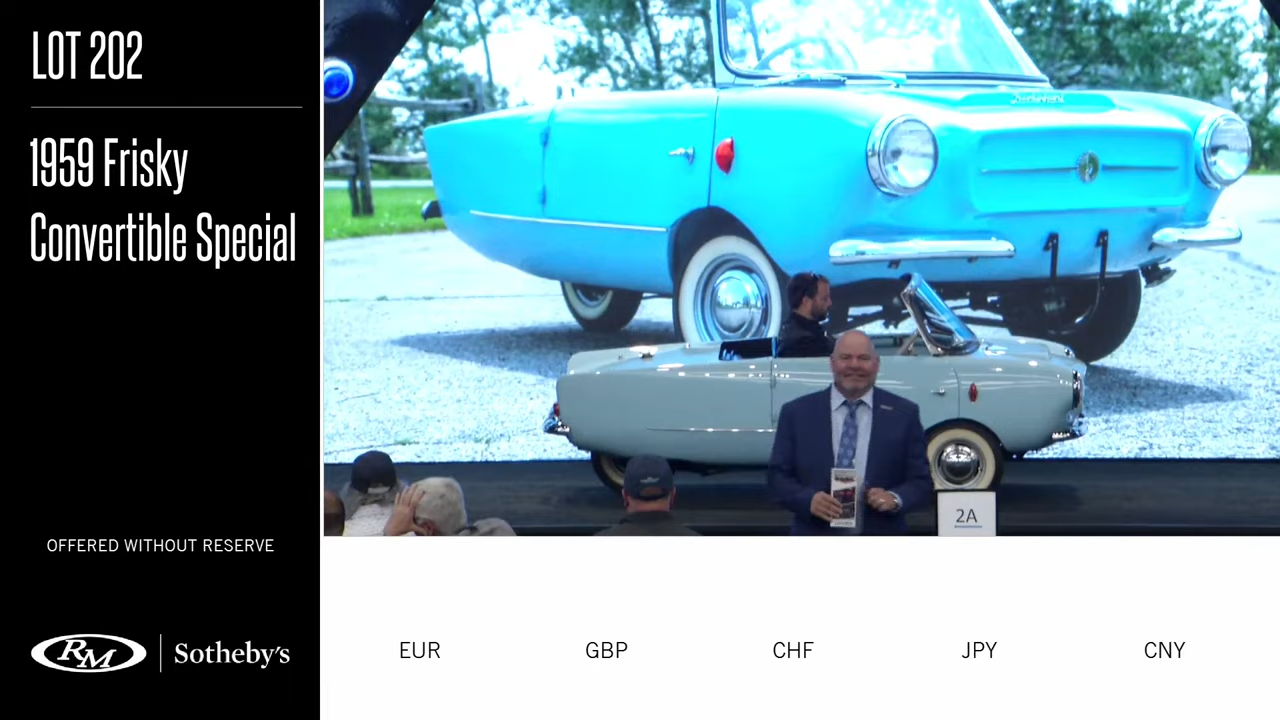 LOT 202
1959 Frisky
Convertible Special
OFFERED WITHOUT RESERVE
RM
Sotheby's
2A
EUR
GBP
CHF
JPY
CNY